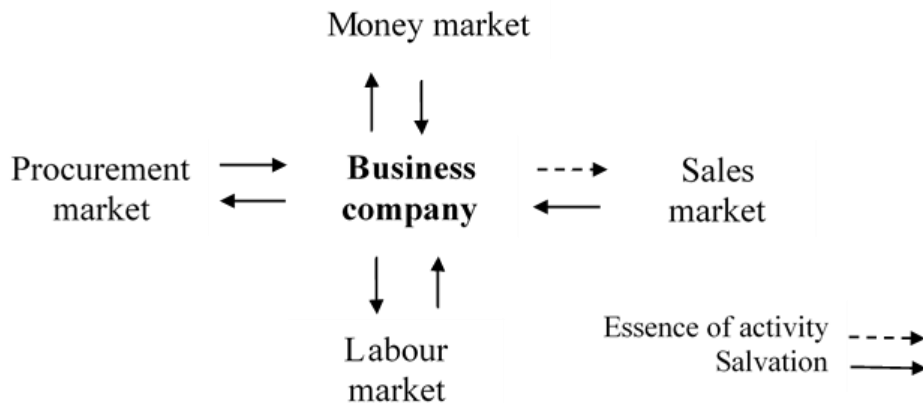 Money market
Procurement
market
Business
company
Sales
market
Labour
market
Essence of activity
Salvation